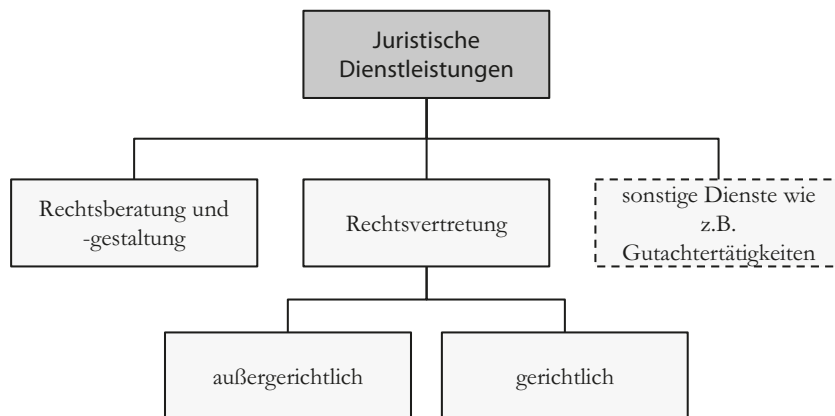 Juristische
Dienstleistungen
Rechtsberatung und
-gestaltung
Rechtsvertretung
sonstige Dienste wie
z.B.
Gutachtertätigkeiten
außergerichtlich
gerichtlich